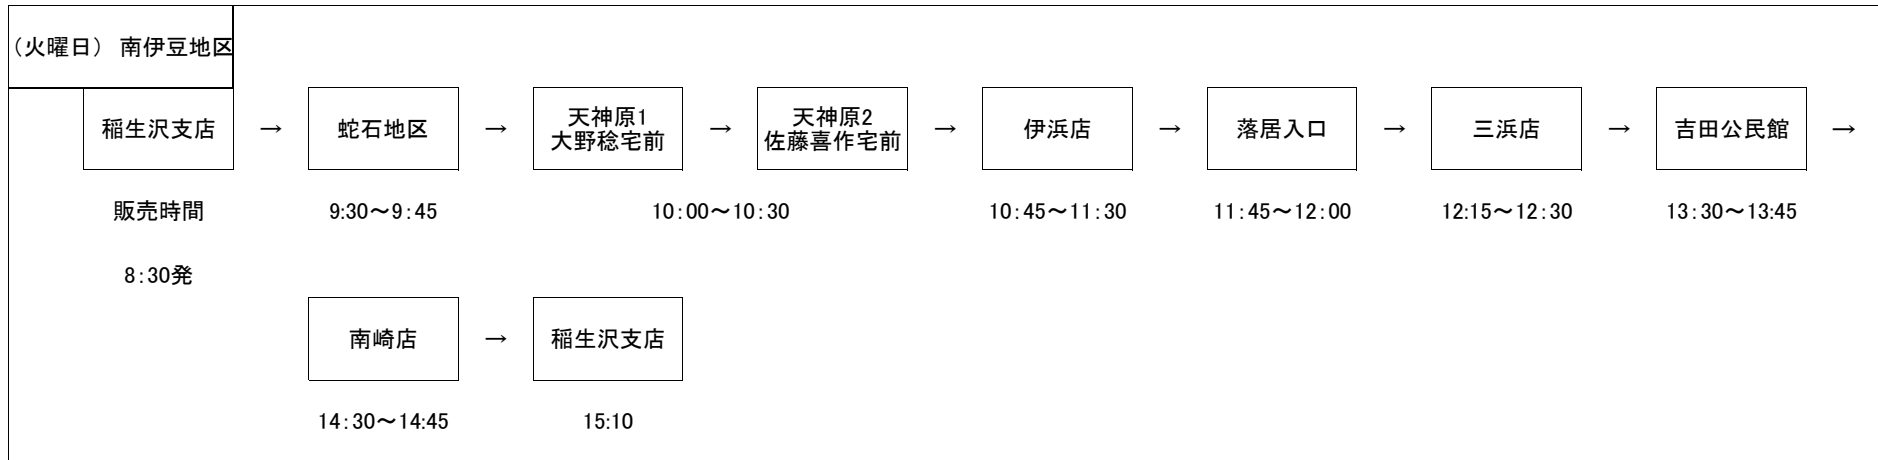 (火曜日) 南伊豆地区
稲生沢支店 → 蛇石地区 → 天神原1 → 天神原2 → 伊浜店 → 落居入口 → 三浜店 → 吉田公民館 →
大野稔宅前 佐藤喜作宅前
販売時間 9:30～9:45 10:00～10:30 10:45～11:30 11:45～12:00 12:15～12:30 13:30～13:45
8:30発
南崎店 → 稲生沢支店
14:30～14:45 15:10